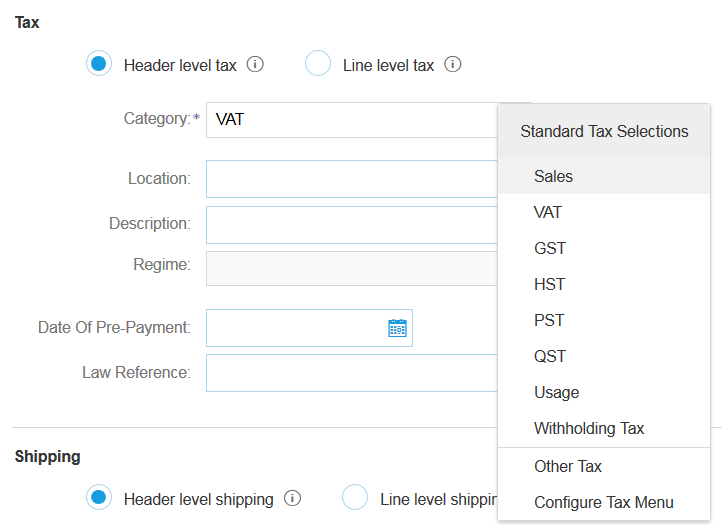 Tax
Header level tax Line level tax
Category:* VAT
Standard Tax Selections
Location:
Sales
Description:
VAT
Regime:
GST
HST
Date Of Pre-Payment:
PST
QST
Law Reference:
Usage
Withholding Tax
Shipping
Other Tax
Header level shipping Line level shippin
Configure Tax Menu